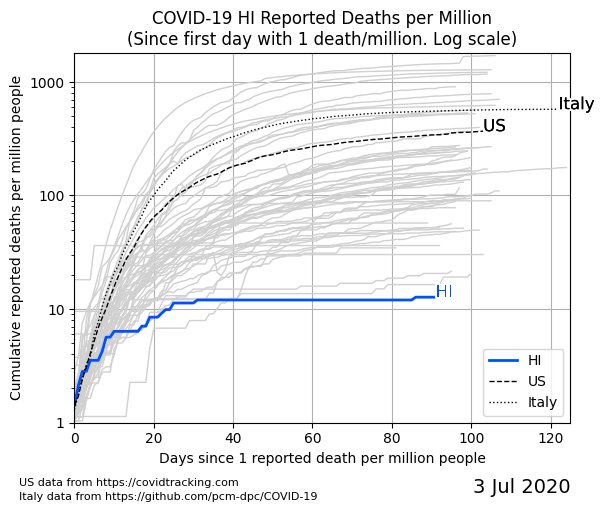 COVID-19 HI Reported Deaths per Million
(Since first day with 1 death/million. Log scale)
Cumulative reported deaths per million people
1000
100
10
1
Italy
US
HI
HI
US
Italy
0 20 40 60 80 100 120
Days since 1 reported death per million people
US data from https://covidtracking.com
Italy data from https://github.com/pcm-dpc/COVID-19
3 Jul 2020